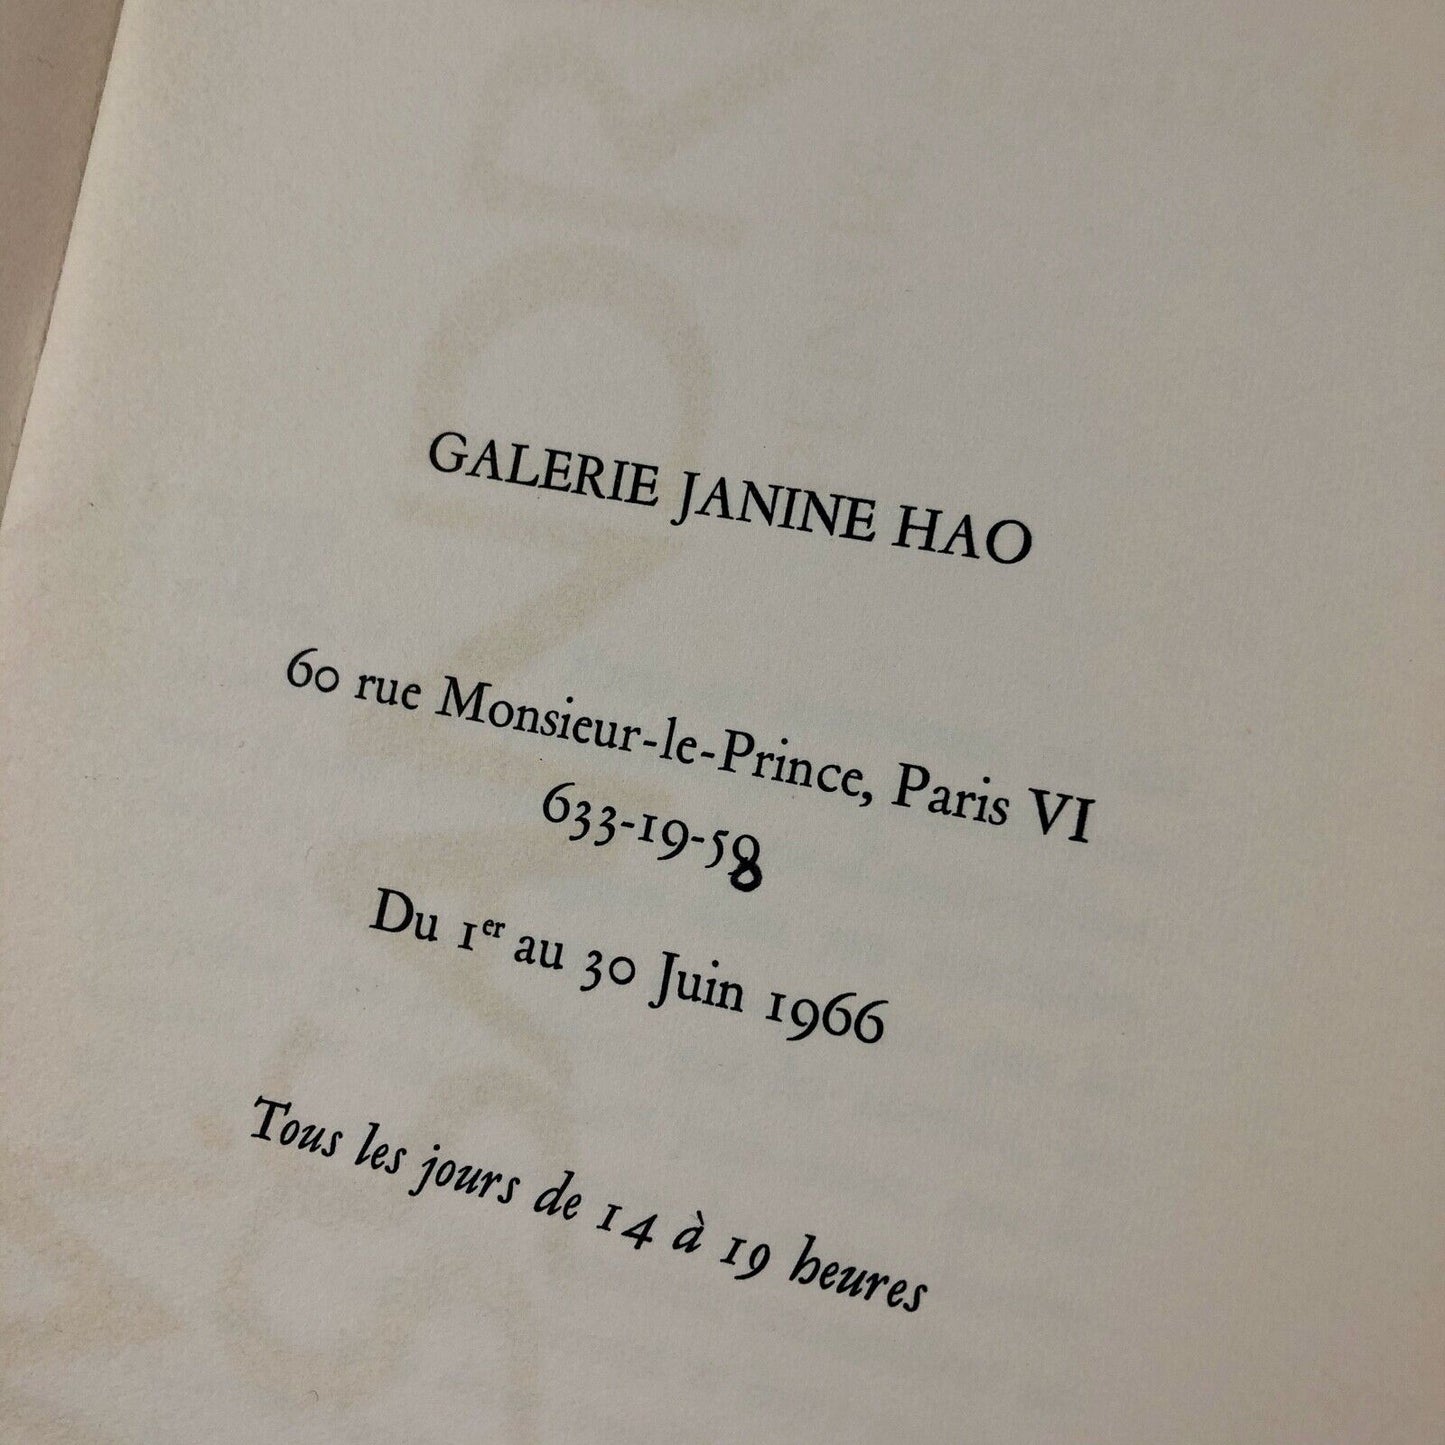 GALERIE JANINE HAO
60 rue Monsieur-le-Prince, Paris VI
633-19-58
Du 1er au 30 Juin 1966
Tous les jours de 14 à 19 heures